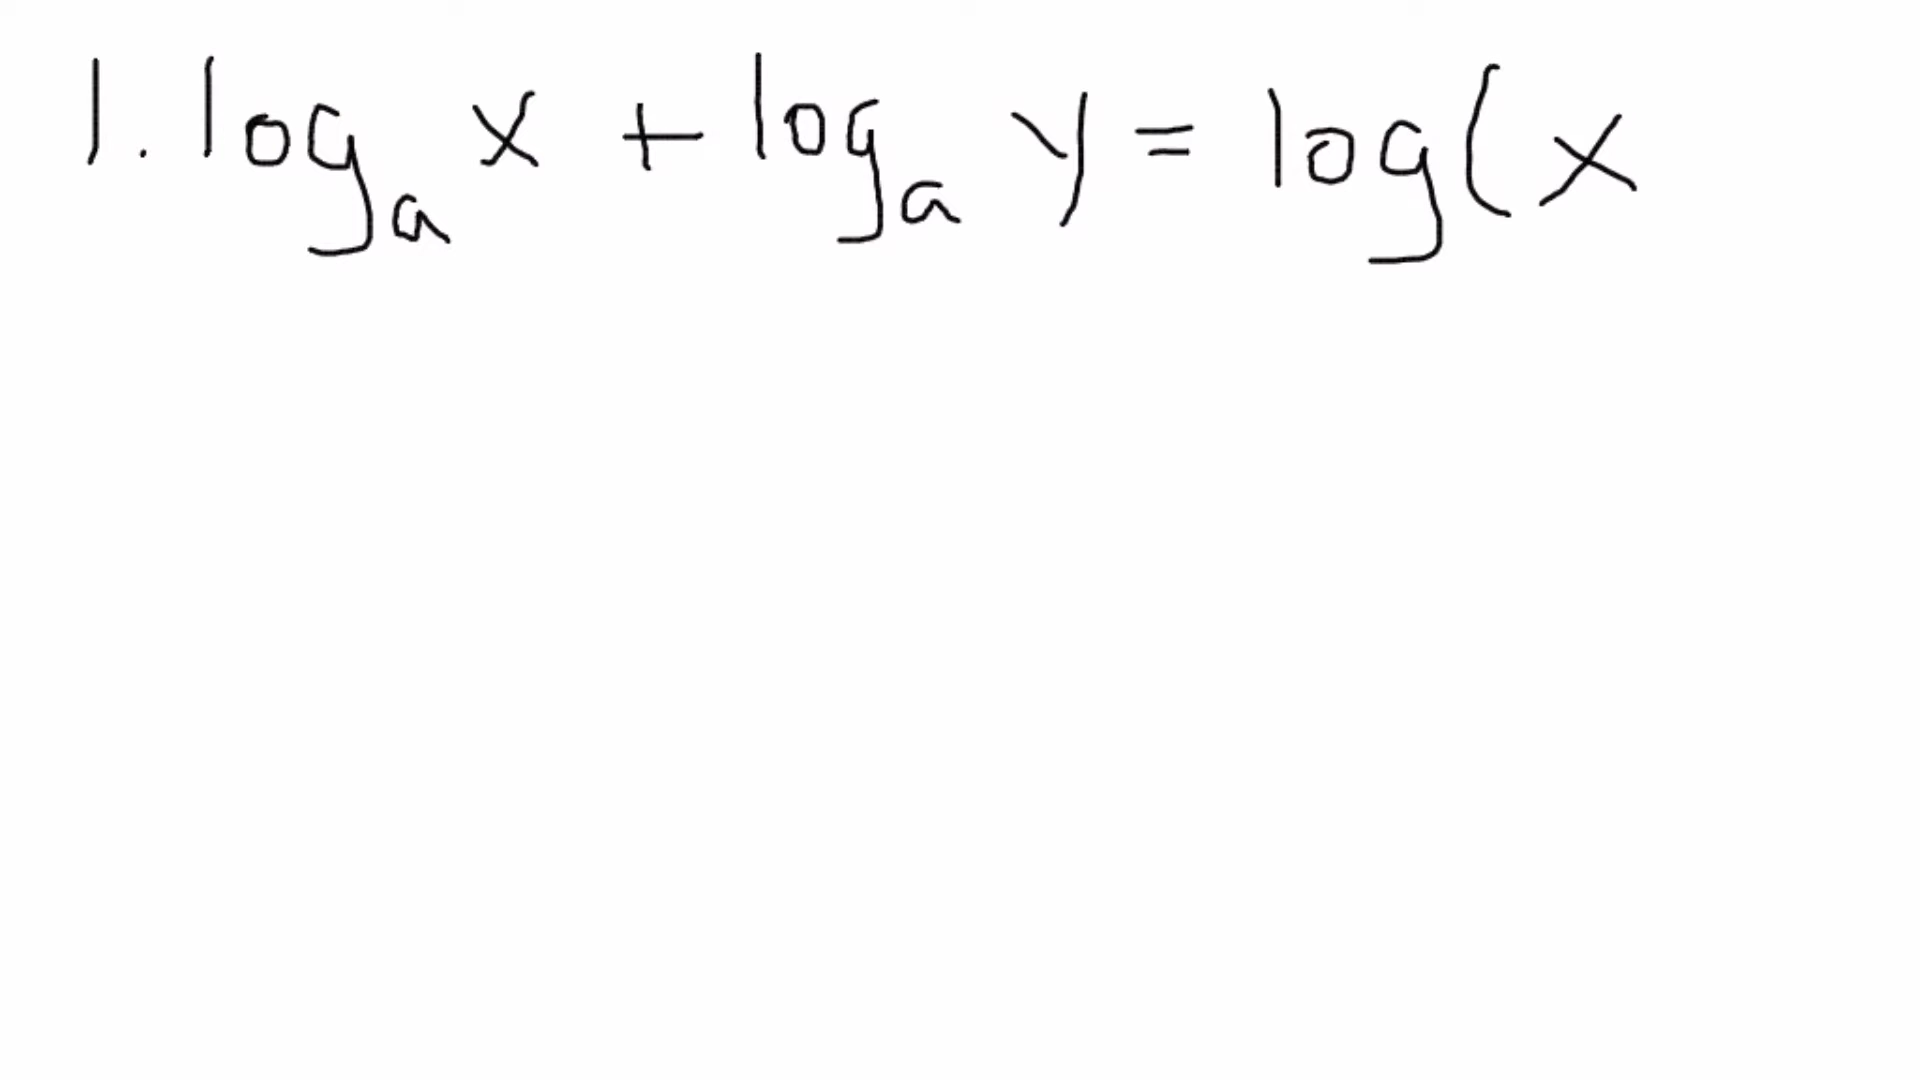 1. logₐ x + logₐ y = log(x